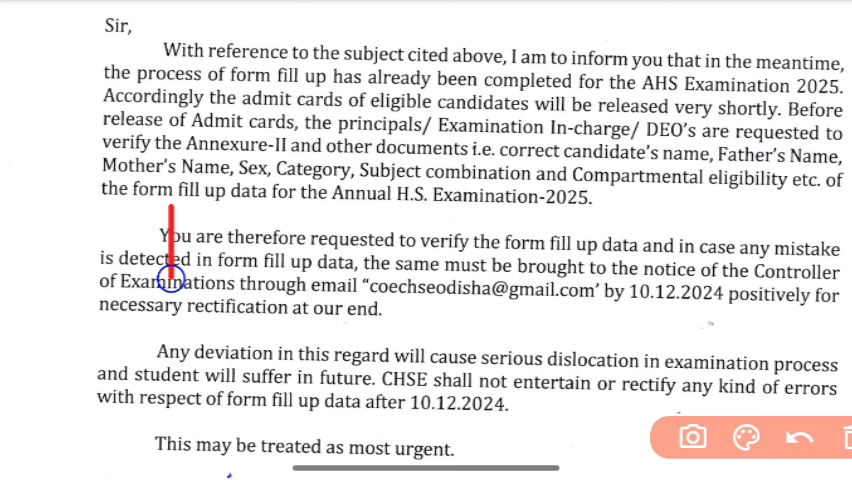 Sir,
With reference to the subject cited above, I am to inform you that in the meantime,
the process of form fill up has already been completed for the AHS Examination 2025.
Accordingly the admit cards of eligible candidates will be released very shortly. Before
release of Admit cards, the principals/ Examination In-charge/ DEO's are requested to
verify the Annexure-II and other documents i.e. correct candidate's name, Father's Name,
Mother's Name, Sex, Category, Subject combination and Compartmental eligibility etc. of
the form fill up data for the Annual H.S. Examination-2025.
You are therefore requested to verify the form fill up data and in case any mistake
is detected in form fill up data, the same must be brought to the notice of the Controller
of Examinations through email "coechseodisha@gmail.com' by 10.12.2024 positively for
necessary rectification at our end.
Any deviation in this regard will cause serious dislocation in examination process
and student will suffer in future. CHSE shall not entertain or rectify any kind of errors
with respect of form fill up data after 10.12.2024.
This may be treated as most urgent.